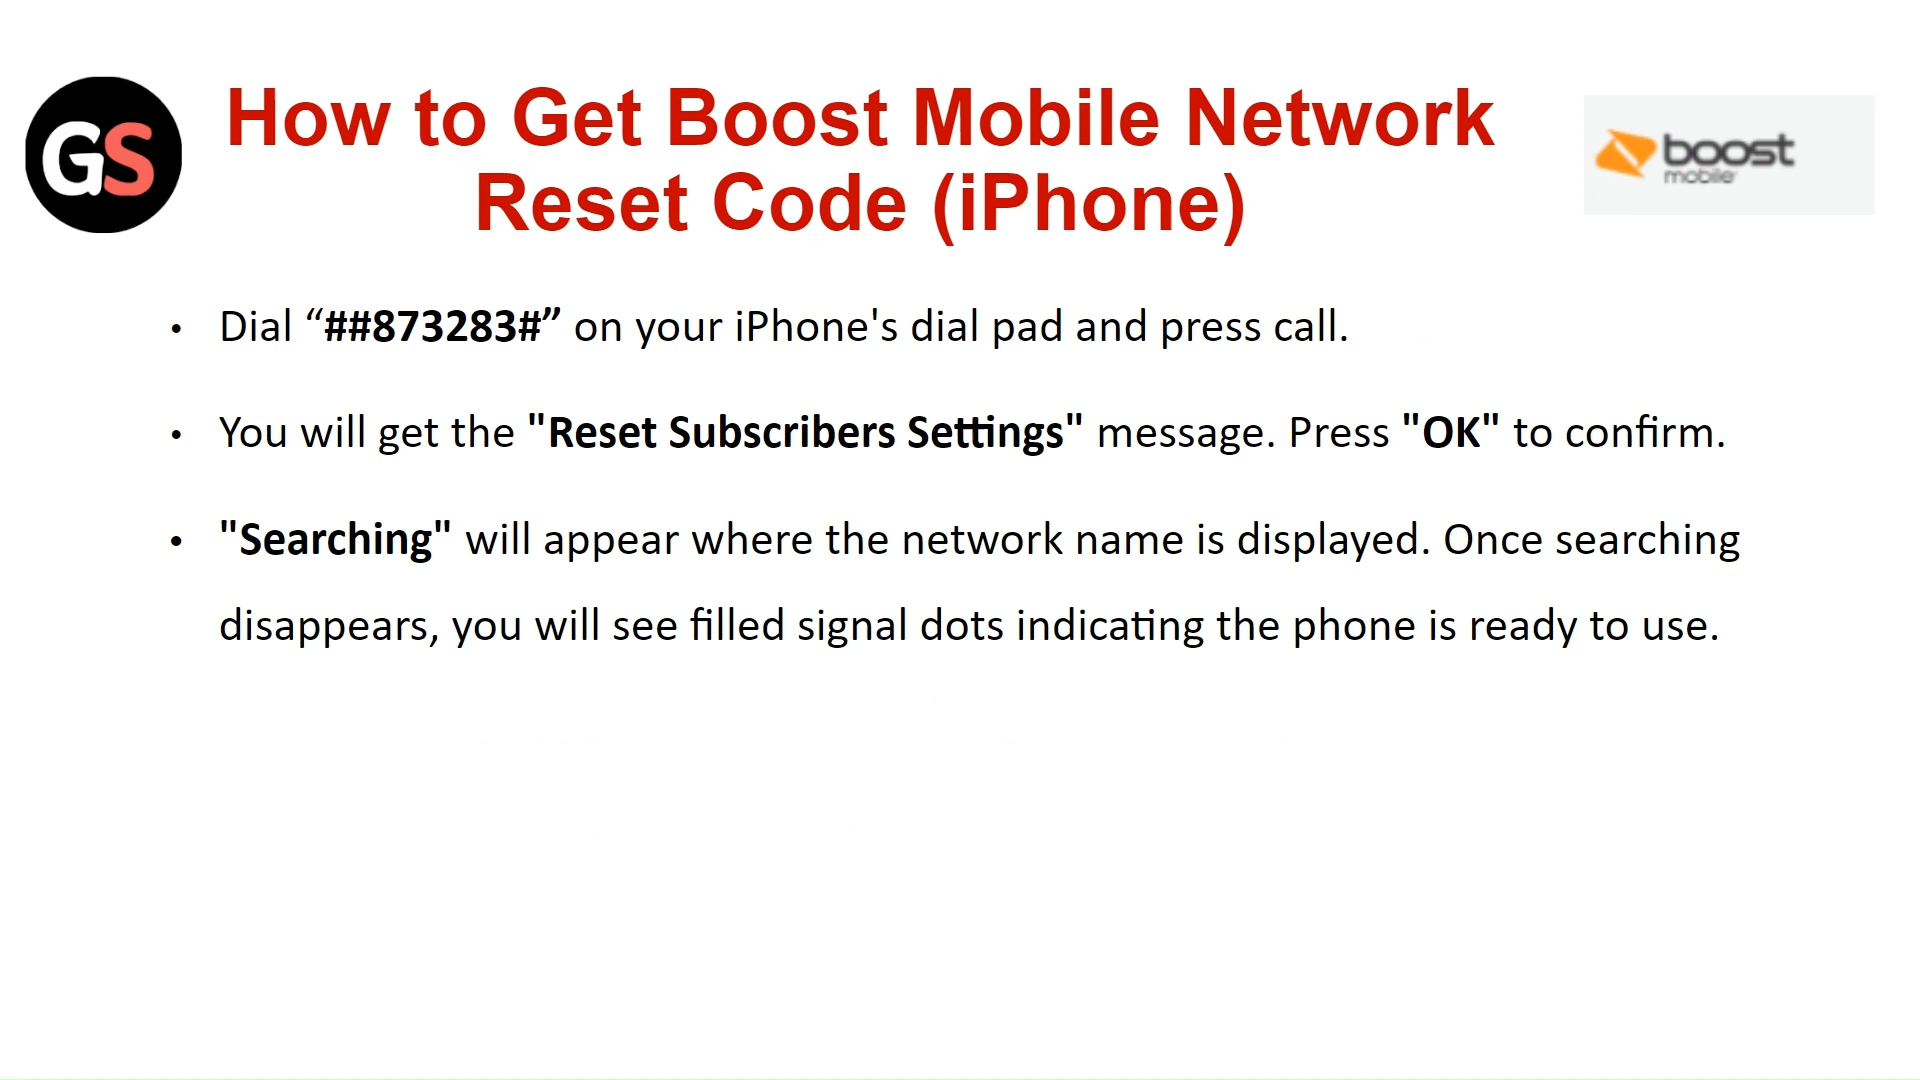 GS
How to Get Boost Mobile Network
Reset Code (iPhone)
boost
mobile
• Dial “##873283#” on your iPhone's dial pad and press call.
• You will get the "Reset Subscribers Settings" message. Press "OK" to confirm.
• "Searching" will appear where the network name is displayed. Once searching
disappears, you will see filled signal dots indicating the phone is ready to use.